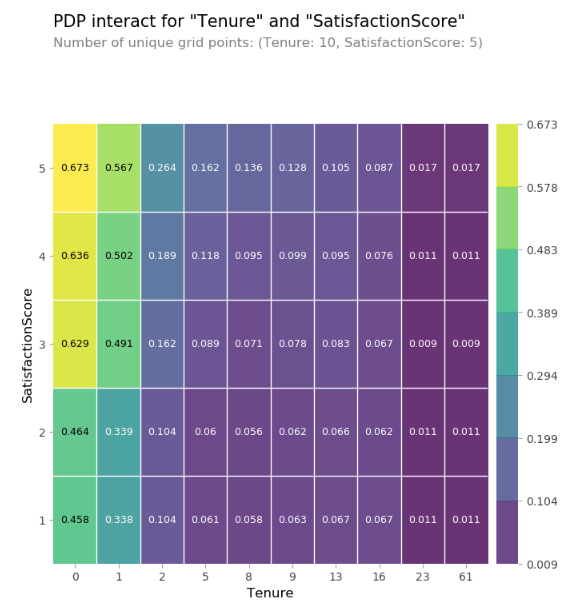 PDP interact for "Tenure" and "SatisfactionScore"
Number of unique grid points: (Tenure: 10, SatisfactionScore: 5)
0.673
5 0.673 0.567 0.264 0.162 0.136 0.128 0.105 0.087 0.017 0.017
0.578
0.483
4 0.636 0.502 0.189 0.118 0.095 0.099 0.095 0.076 0.011 0.011
0.389
SatisfactionScore
3 0.629 0.491 0.162 0.089 0.071 0.078 0.083 0.067 0.009 0.009
0.294
0.199
2 0.464 0.339 0.104 0.06 0.056 0.062 0.066 0.062 0.011 0.011
0.104
1 0.458 0.338 0.104 0.061 0.058 0.063 0.067 0.067 0.011 0.011
0.009
0 1 2 5 8 9 13 16 23 61
Tenure